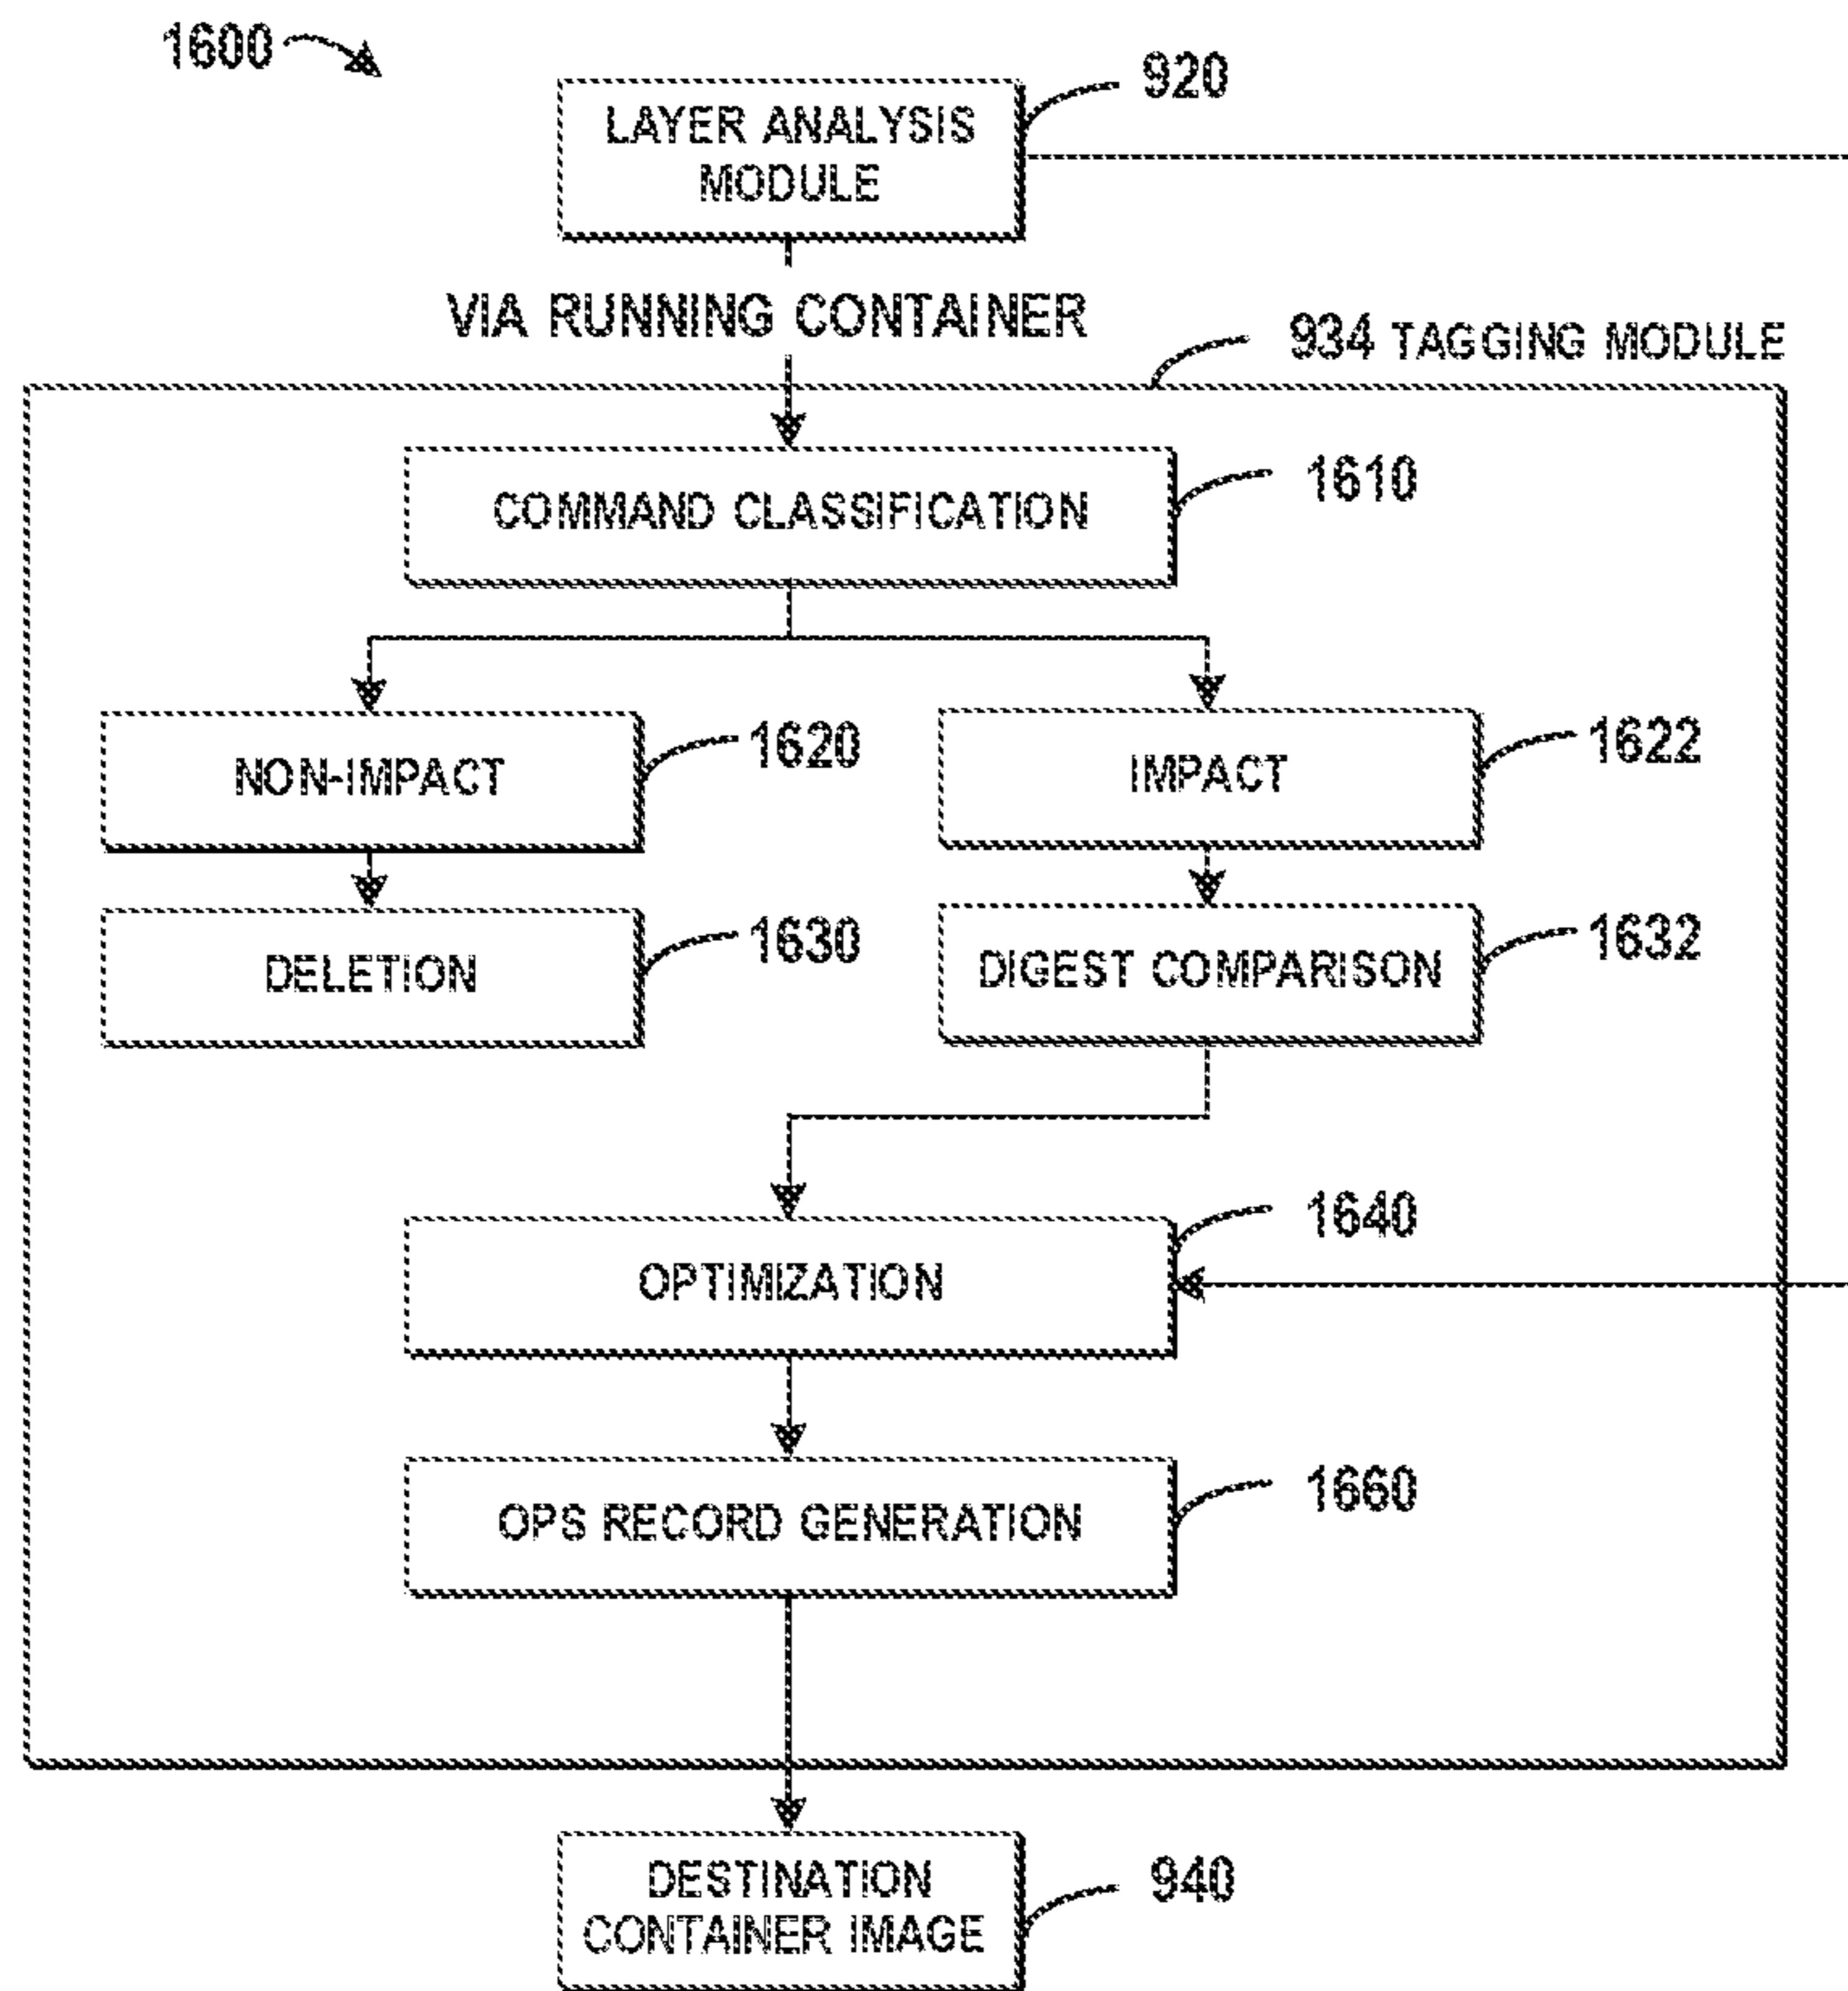 1600
920
LAYER ANALYSIS
MODULE
VIA RUNNING CONTAINER
934 TAGGING MODULE
COMMAND CLASSIFICATION
1610
NON-IMPACT
1620
IMPACT
1622
DELETION
1630
DIGEST COMPARISON
1632
OPTIMIZATION
1640
OPS RECORD GENERATION
1660
DESTINATION
CONTAINER IMAGE
940